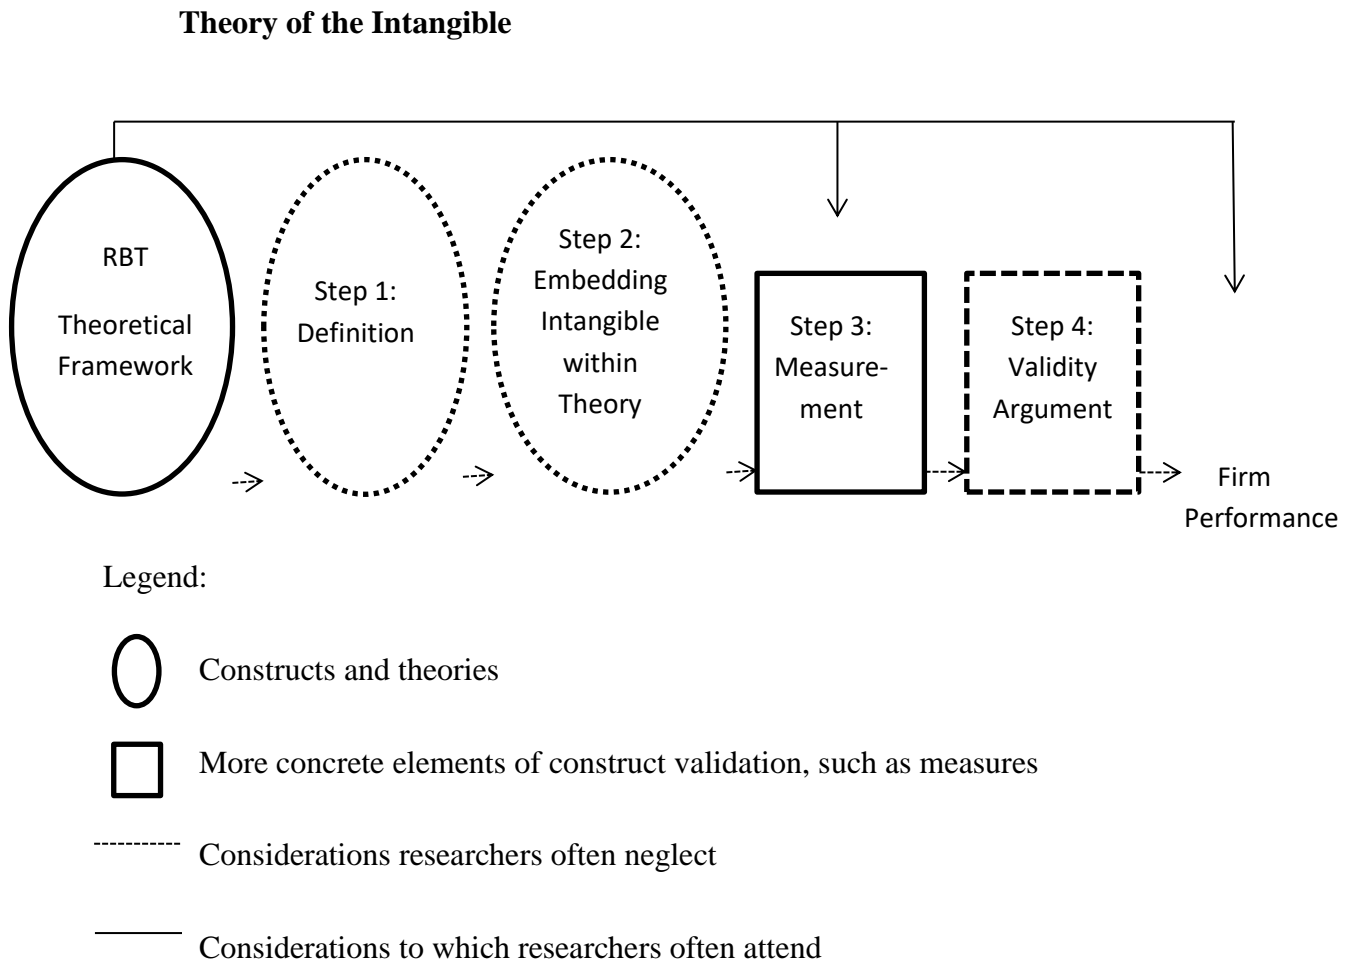 Theory of the Intangible
RBT
Theoretical
Framework
Step 1:
Definition
Step 2:
Embedding
Intangible
within
Theory
Step 3:
Measure-
ment
Step 4:
Validity
Argument
Firm
Performance
Legend:
Constructs and theories
More concrete elements of construct validation, such as measures
Considerations researchers often neglect
Considerations to which researchers often attend